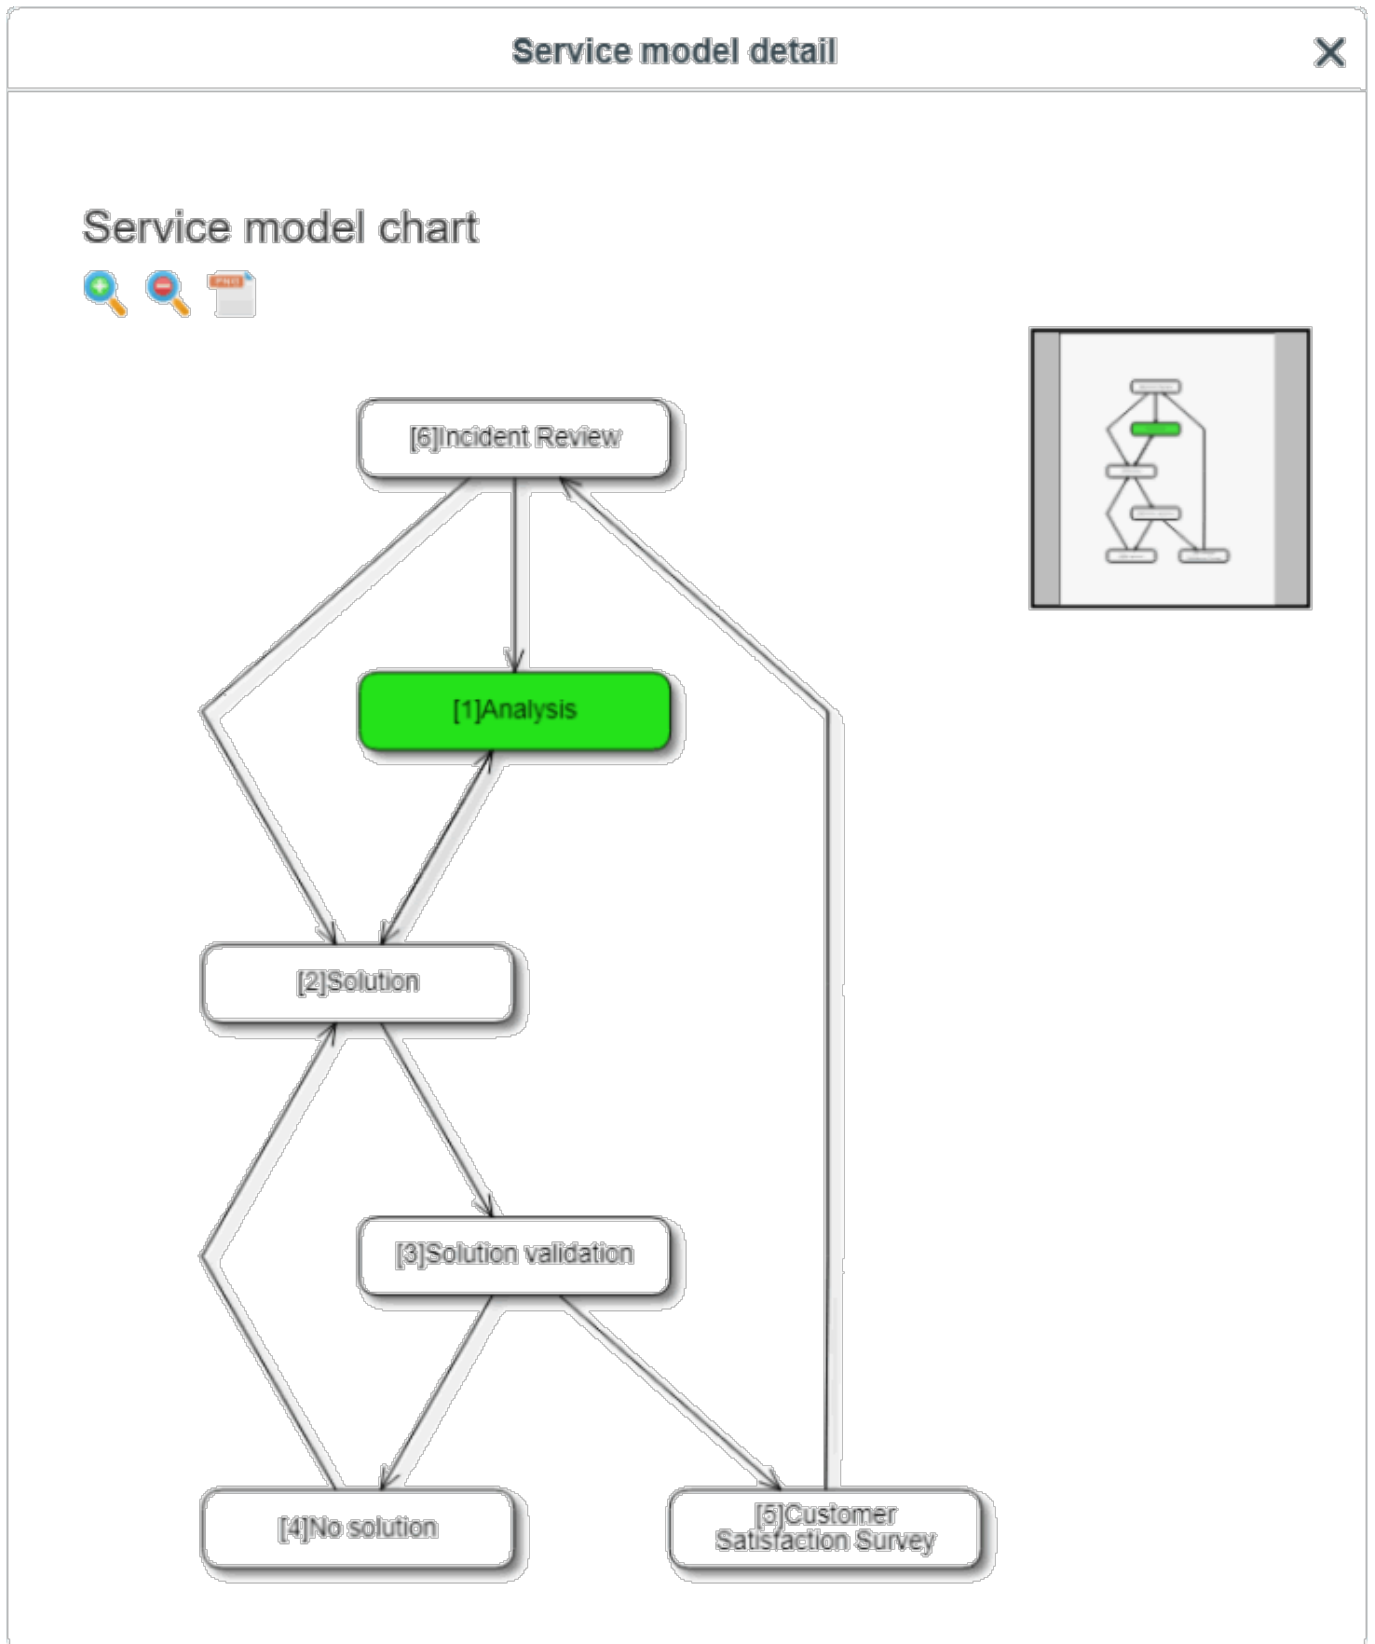 Service model detail
Service model chart
PNG
[6]Incident Review
[1]Analysis
[2]Solution
[3]Solution validation
[4]No solution
[5]Customer
Satisfaction Survey